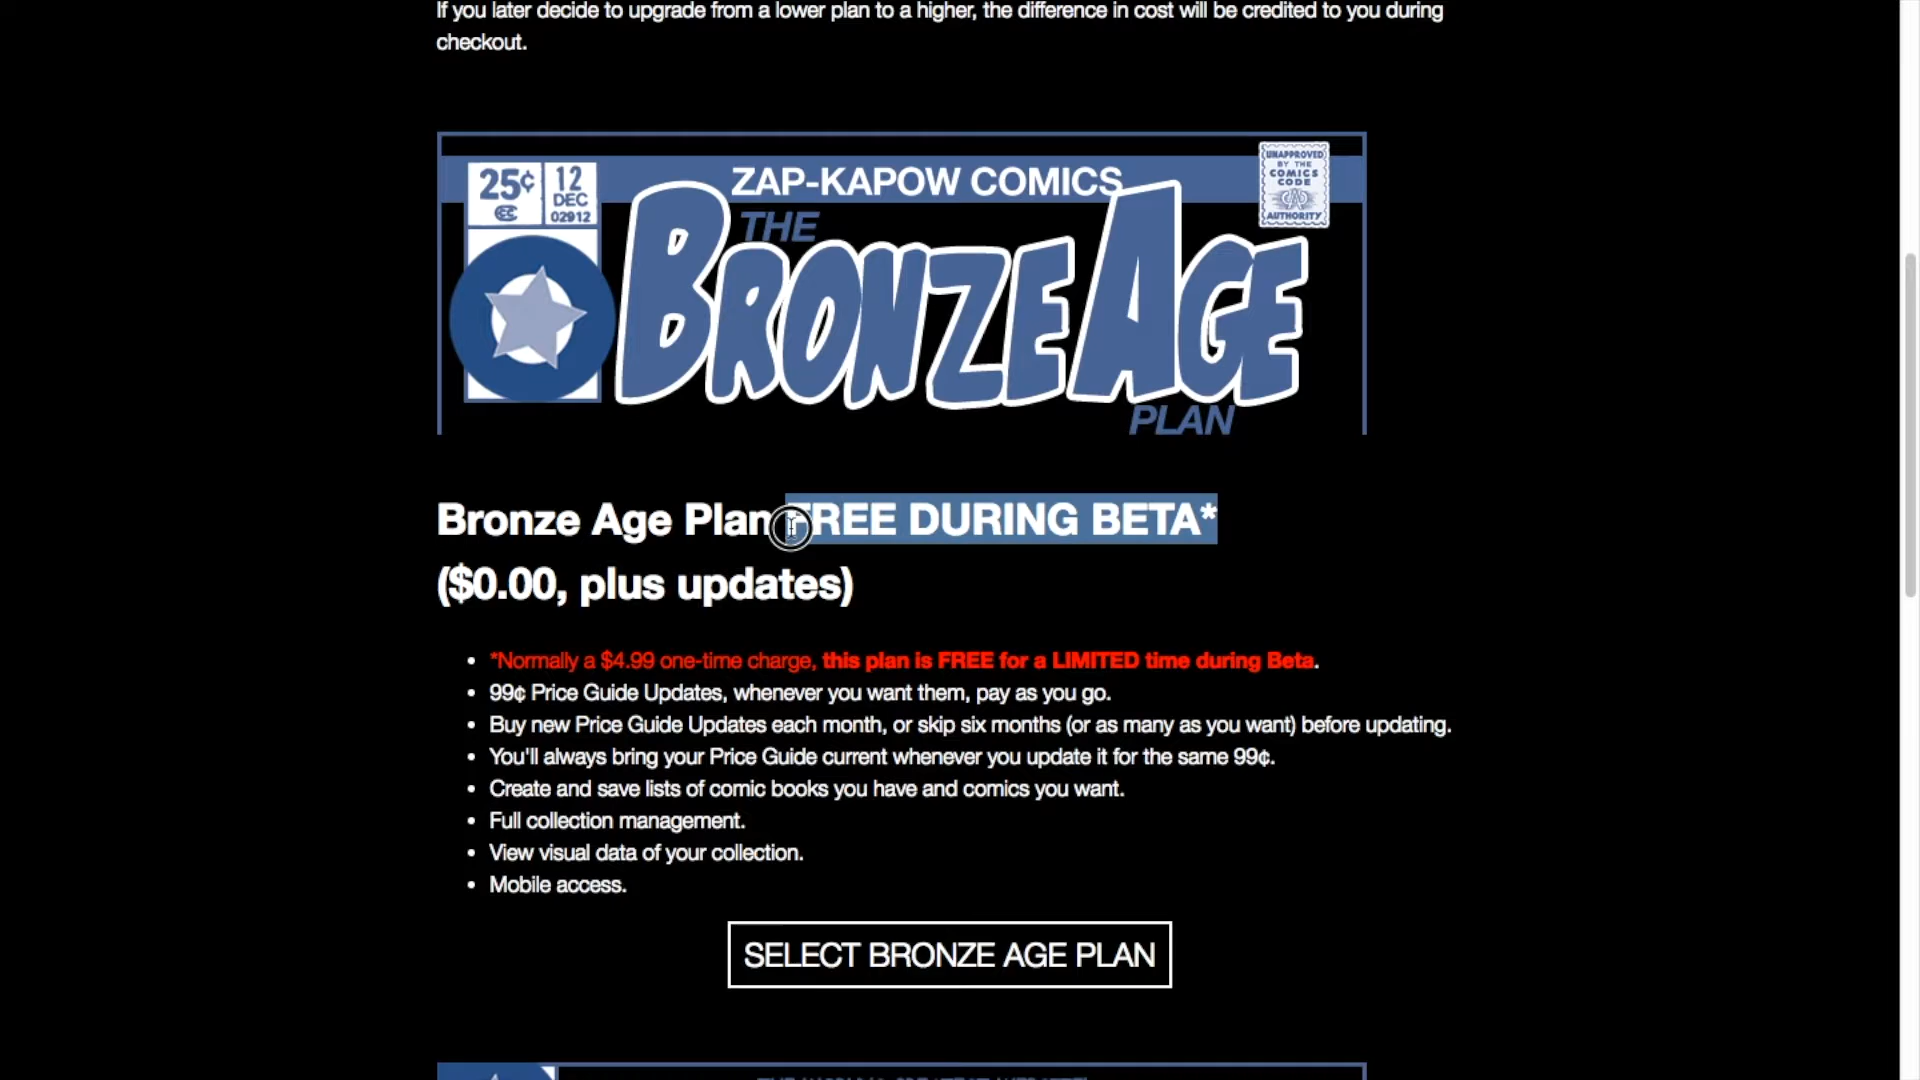 If you later decide to upgrade from a lower plan to a higher, the difference in cost will be credited to you during
checkout.
25¢
12
DEC
02912
ZAP-KAPOW COMICS
UNAPPROVED
BY THE
COMICS
CODE
AUTHORITY
THE
BRONZE AGE
PLAN
Bronze Age Plan FREE DURING BETA*
($0.00, plus updates)
*Normally a $4.99 one-time charge, this plan is FREE for a LIMITED time during Beta.
99¢ Price Guide Updates, whenever you want them, pay as you go.
Buy new Price Guide Updates each month, or skip six months (or as many as you want) before updating.
You'll always bring your Price Guide current whenever you update it for the same 99¢.
Create and save lists of comic books you have and comics you want.
Full collection management.
View visual data of your collection.
Mobile access.
SELECT BRONZE AGE PLAN